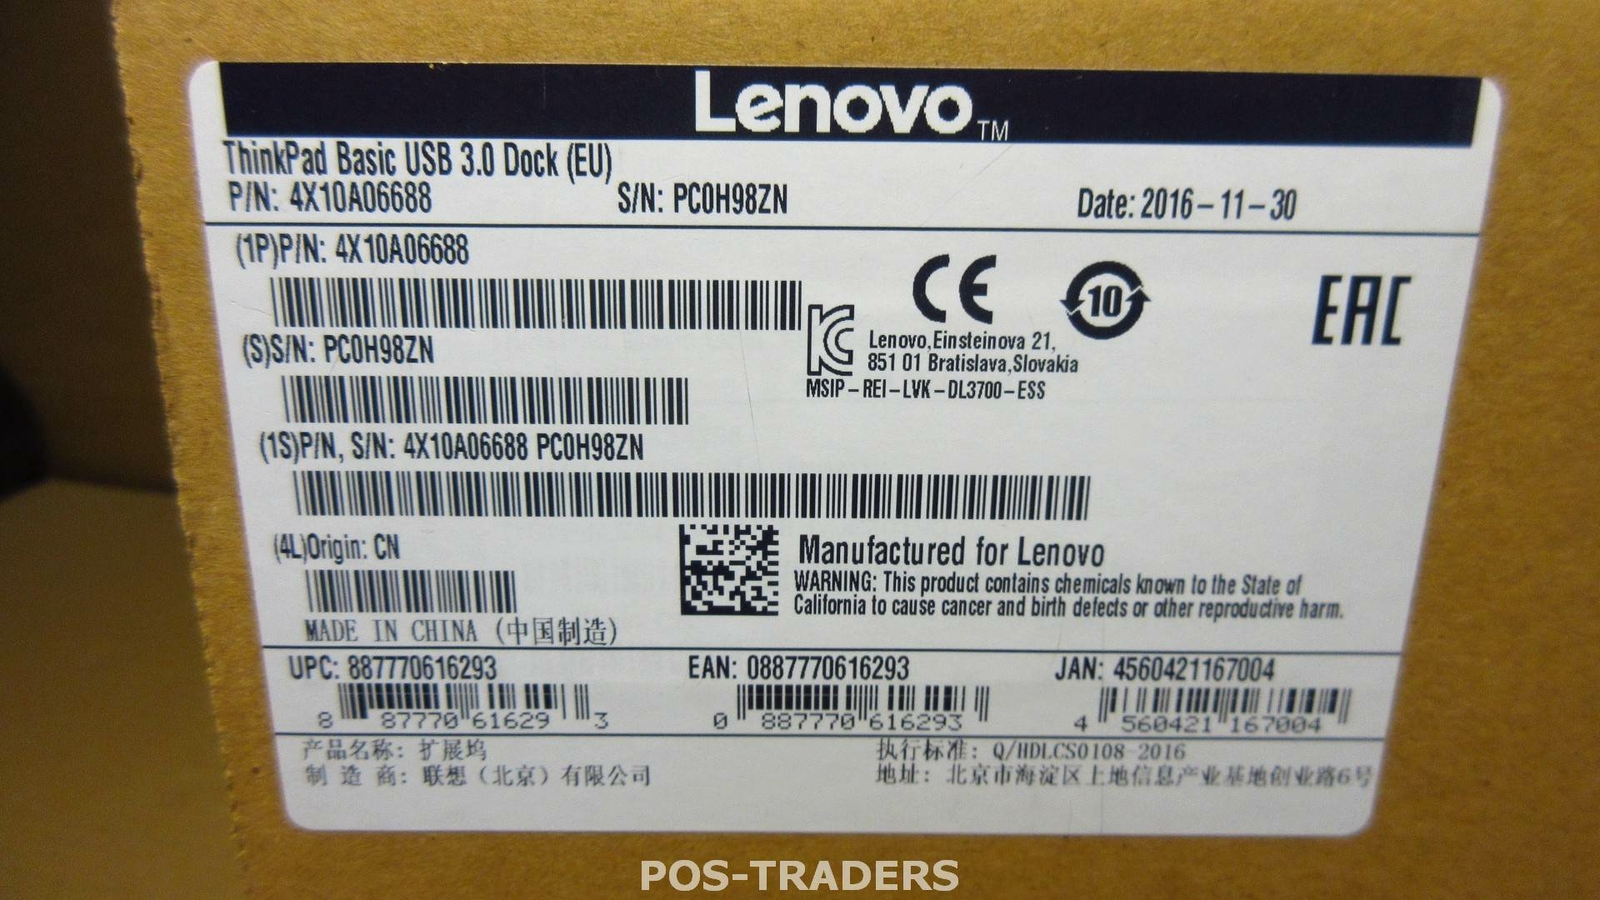 Lenovo TM
ThinkPad Basic USB 3.0 Dock (EU)
P/N: 4X10A06688 S/N: PC0H98ZN Date: 2016-11-30
(1P)P/N: 4X10A06688
CE 10 EAC
KC
Lenovo,Einsteinova 21,
851 01 Bratislava,Slovakia
(S)S/N: PC0H98ZN
MSIP-REI-LVK-DL3700-ESS
(1S)P/N, S/N: 4X10A06688 PC0H98ZN
(4L)Origin: CN
Manufactured for Lenovo
WARNING: This product contains chemicals known to the State of
California to cause cancer and birth defects or other reproductive harm.
MADE IN CHINA (中国制造)
UPC: 887770616293 EAN: 0887770616293 JAN: 4560421167004
8 87770 61629 3 0 887770 616293 4 560421 167004
产品名称: 扩展坞 执行标准: Q/HDLCS0108-2016
制 造 商: 联想（北京）有限公司 地址: 北京市海淀区上地信息产业基地创业路6号
POS-TRADERS